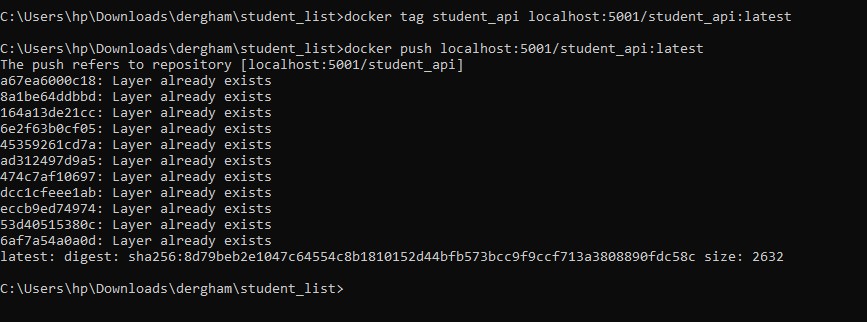 C:\Users\hp\Downloads\dergham\student_list>docker tag student_api localhost:5001/student_api:latest
C:\Users\hp\Downloads\dergham\student_list>docker push localhost:5001/student_api:latest
The push refers to repository [localhost:5001/student_api]
a67ea6000c18: Layer already exists
8a1be64ddbbd: Layer already exists
164a13de21cc: Layer already exists
6e2f63b0cf05: Layer already exists
45359261cd7a: Layer already exists
ad312497d9a5: Layer already exists
474c7af10697: Layer already exists
dcc1cfeee1ab: Layer already exists
eccb9ed74974: Layer already exists
53d40515380c: Layer already exists
6af7a54a0a0d: Layer already exists
latest: digest: sha256:8d79beb2e1047c64554c8b1810152d44bfb573bcc9f9ccf713a3808890fdc58c size: 2632
C:\Users\hp\Downloads\dergham\student_list>